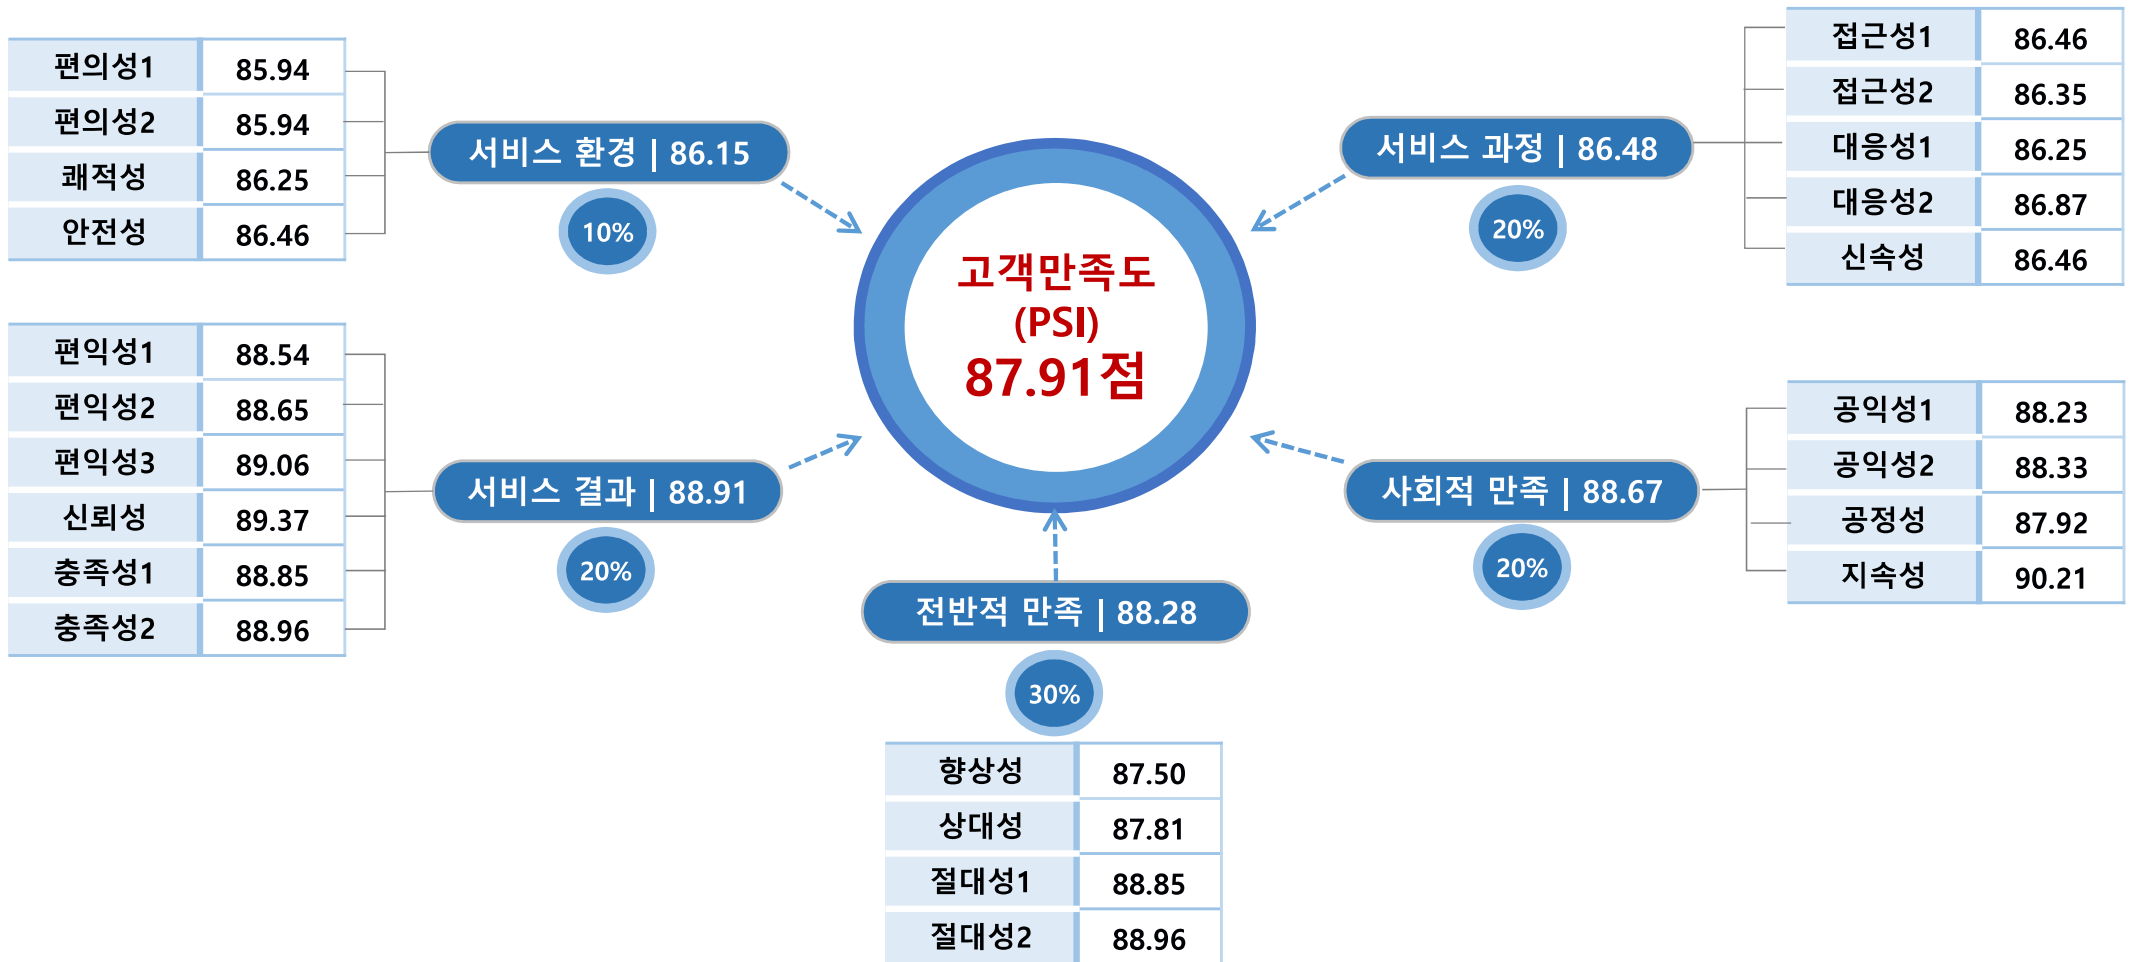 편의성1 85.94
편의성2 85.94
쾌적성 86.25
안전성 86.46
서비스 환경 | 86.15
10%
접근성1 86.46
접근성2 86.35
대응성1 86.25
대응성2 86.87
신속성 86.46
서비스 과정 | 86.48
20%
고객만족도
(PSI)
87.91점
편익성1 88.54
편익성2 88.65
편익성3 89.06
신뢰성 89.37
충족성1 88.85
충족성2 88.96
서비스 결과 | 88.91
20%
공익성1 88.23
공익성2 88.33
공정성 87.92
지속성 90.21
사회적 만족 | 88.67
20%
전반적 만족 | 88.28
30%
향상성 87.50
상대성 87.81
절대성1 88.85
절대성2 88.96